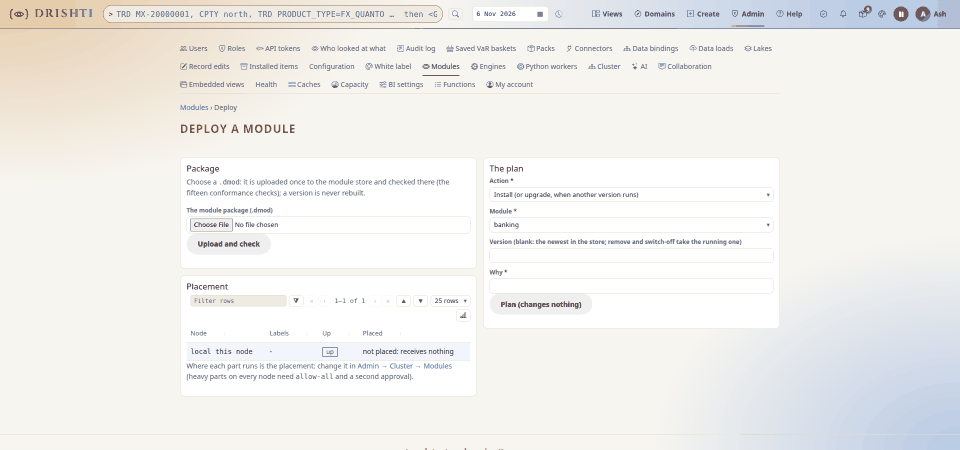 DRISHTI
> TRD MX-20000001, CPTY north, TRD PRODUCT_TYPE=FX_QUANTO … then <G
6 Nov 2026
Views
Domains
Create
Admin
Help
Ash
Users
Roles
API tokens
Who looked at what
Audit log
Saved VaR baskets
Packs
Connectors
Data bindings
Data loads
Lakes
Record edits
Installed items
Configuration
White label
Modules
Engines
Python workers
Cluster
AI
Collaboration
Embedded views
Health
Caches
Capacity
BI settings
Functions
My account
Modules › Deploy
DEPLOY A MODULE
Package
Choose a .dmod: it is uploaded once to the module store and checked there (the
fifteen conformance checks); a version is never rebuilt.
The module package (.dmod)
Choose File No file chosen
Upload and check
Placement
Filter rows
1–1 of 1
25 rows
Node Labels Up Placed
local this node - up not placed: receives nothing
Where each part runs is the placement: change it in Admin → Cluster → Modules
(heavy parts on every node need allow-all and a second approval).
The plan
Action *
Install (or upgrade, when another version runs)
Module *
banking
Version (blank: the newest in the store; remove and switch-off take the running one)
Why *
Plan (changes nothing)